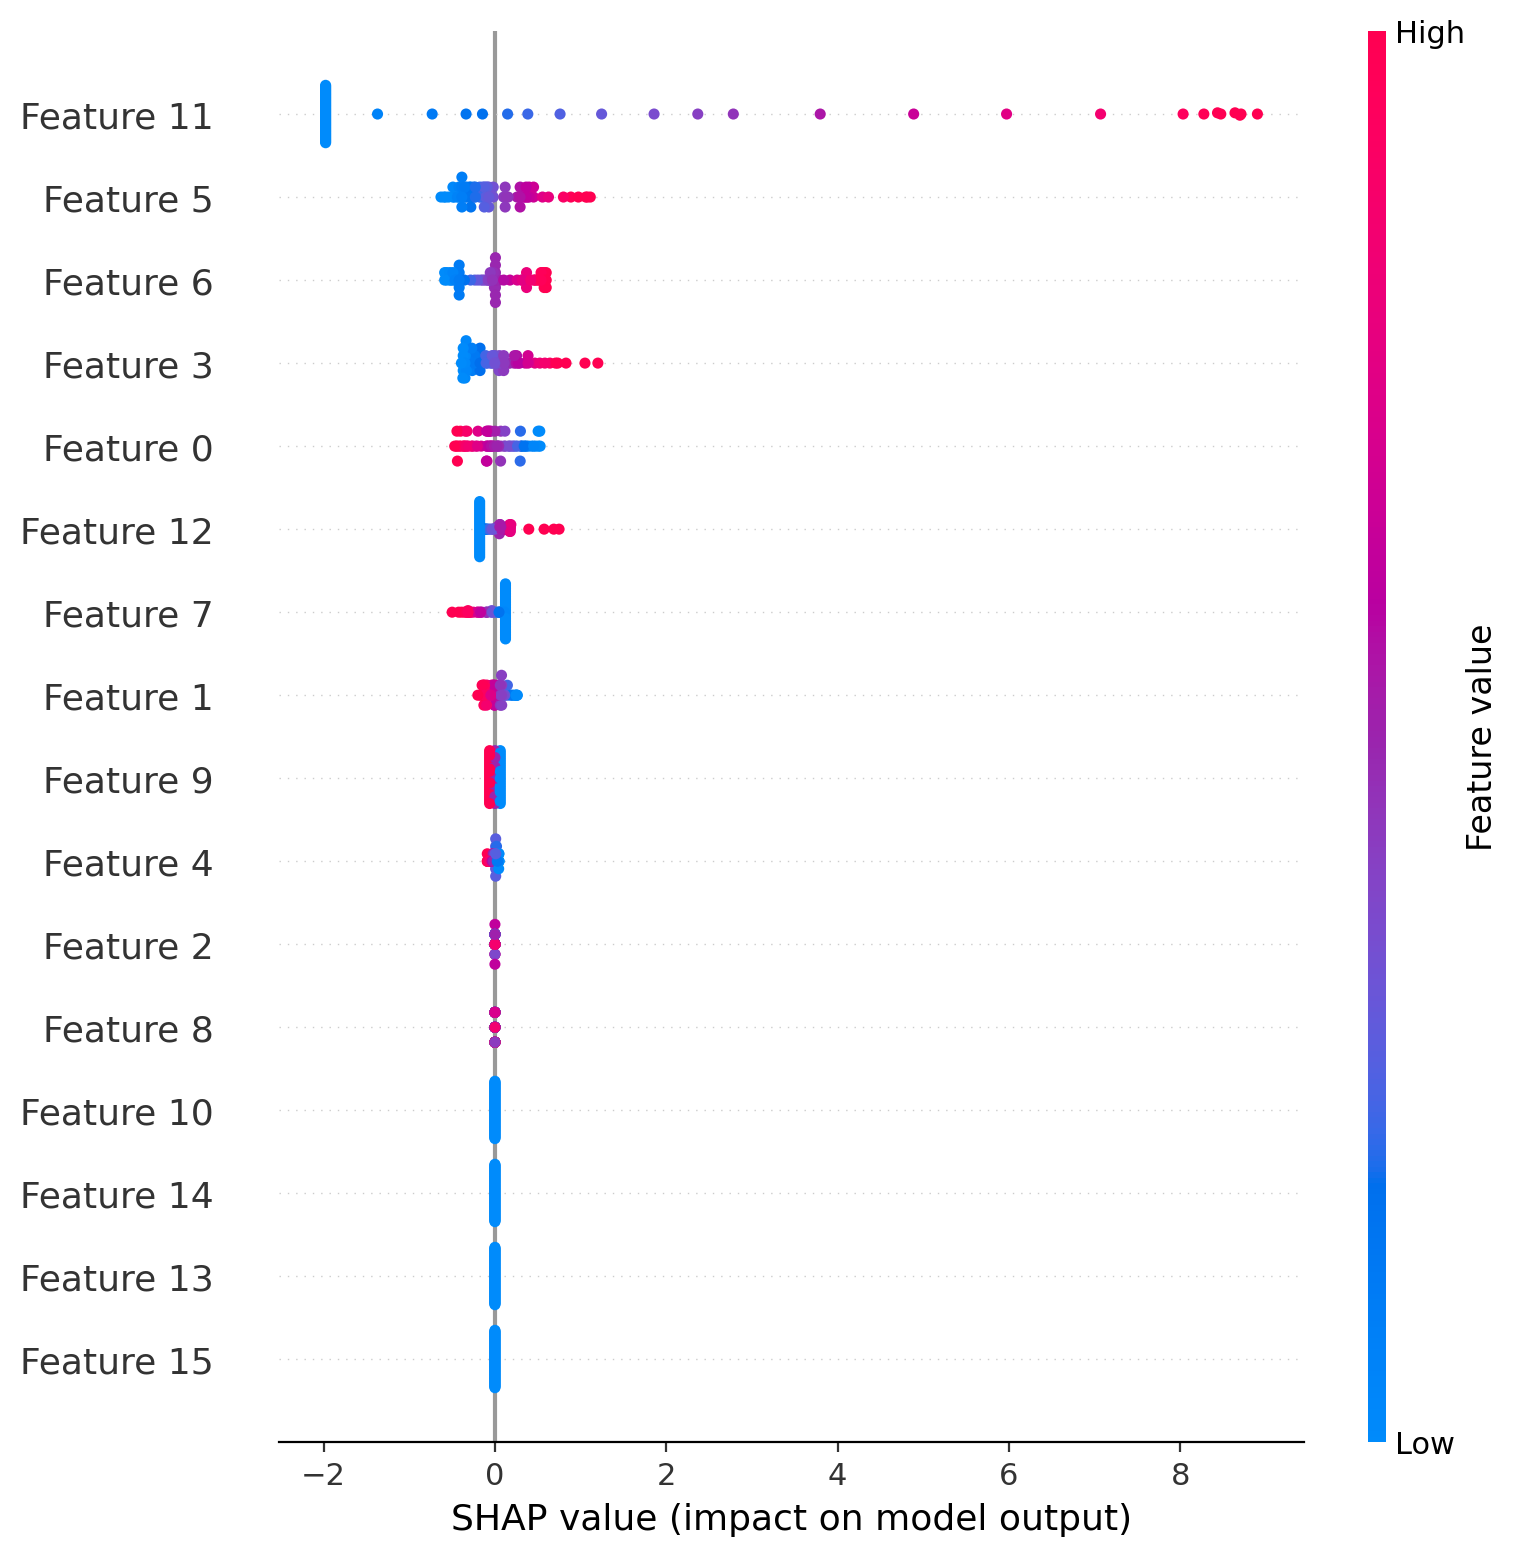 High
Feature 11
Feature 5
Feature 6
Feature 3
Feature 0
Feature 12
Feature 7
Feature 1
Feature 9
Feature 4
Feature 2
Feature 8
Feature 10
Feature 14
Feature 13
Feature 15
Feature value
Low
−2 0 2 4 6 8
SHAP value (impact on model output)